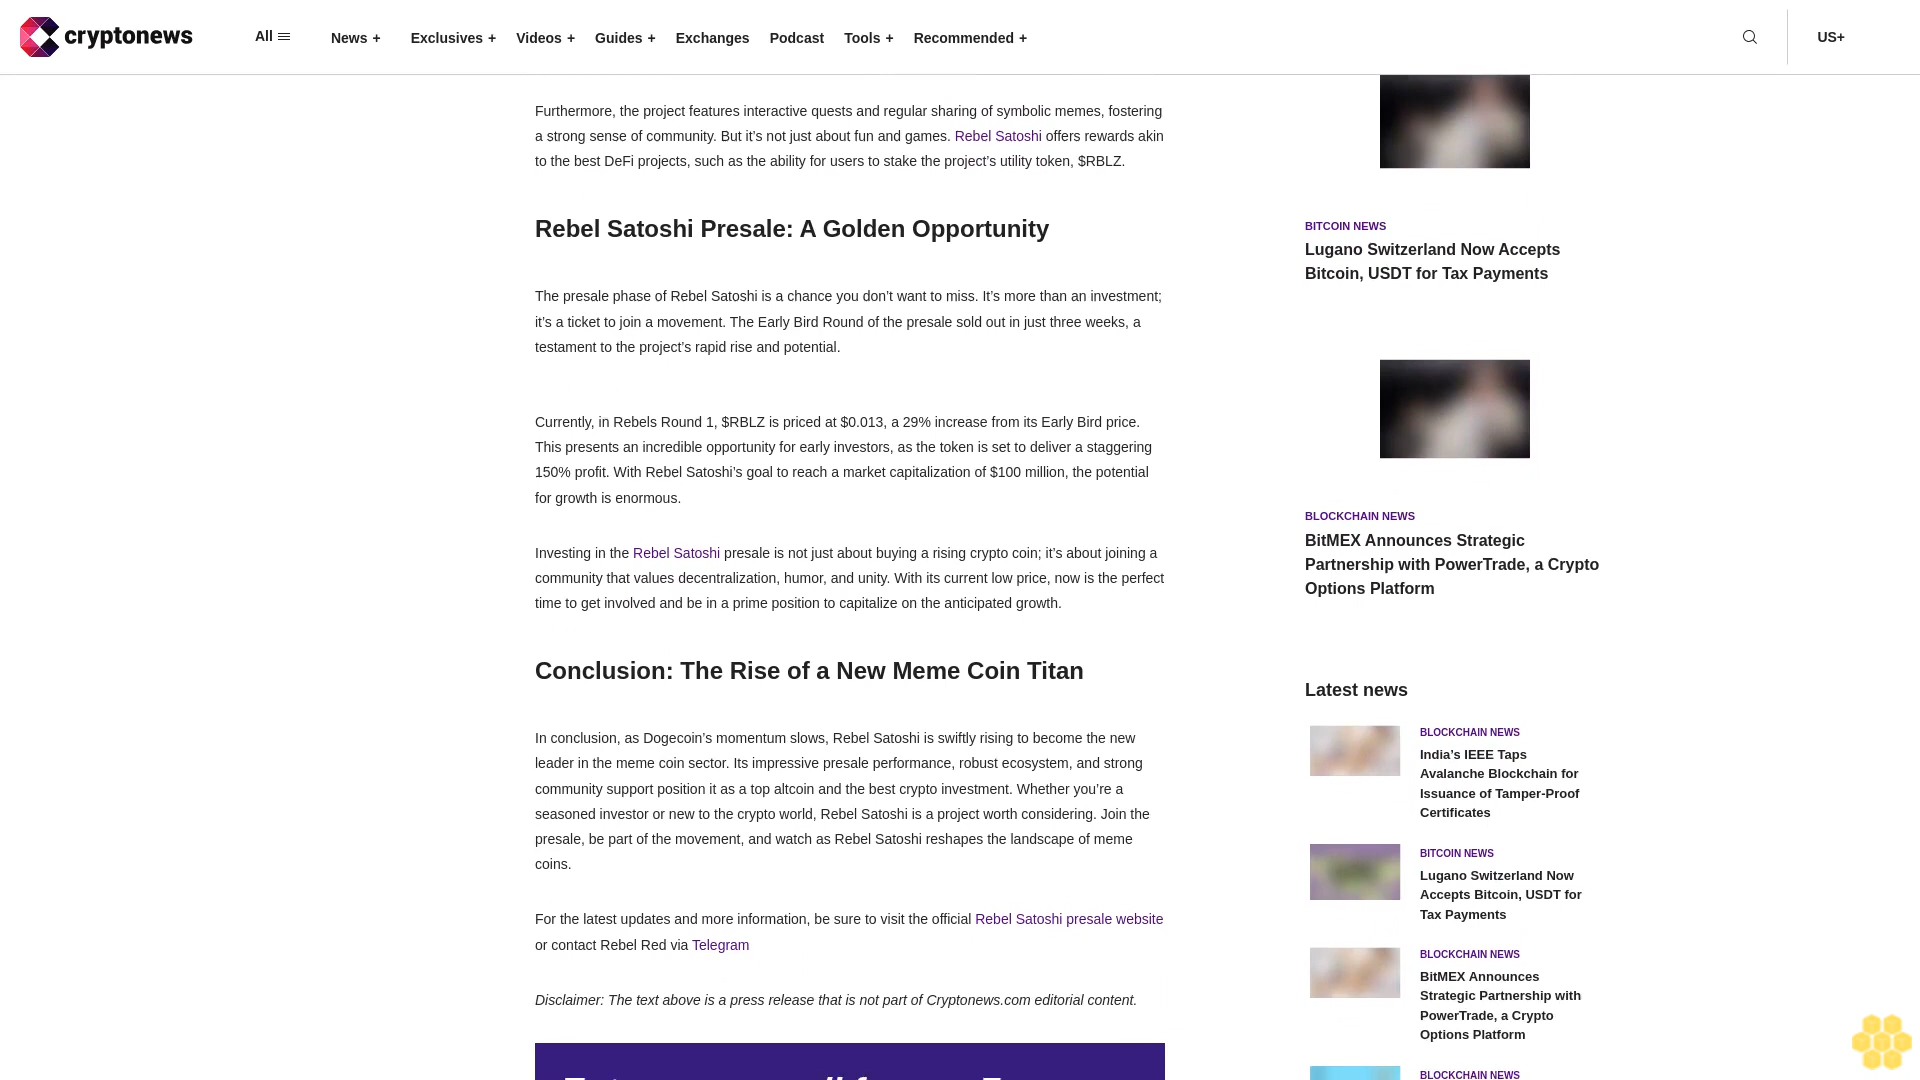 cryptonews
All
News +
Exclusives +
Videos +
Guides +
Exchanges
Podcast
Tools +
Recommended +
US+
Furthermore, the project features interactive quests and regular sharing of symbolic memes, fostering
a strong sense of community. But it’s not just about fun and games. Rebel Satoshi offers rewards akin
to the best DeFi projects, such as the ability for users to stake the project’s utility token, $RBLZ.
Rebel Satoshi Presale: A Golden Opportunity
The presale phase of Rebel Satoshi is a chance you don’t want to miss. It’s more than an investment;
it’s a ticket to join a movement. The Early Bird Round of the presale sold out in just three weeks, a
testament to the project’s rapid rise and potential.
Currently, in Rebels Round 1, $RBLZ is priced at $0.013, a 29% increase from its Early Bird price.
This presents an incredible opportunity for early investors, as the token is set to deliver a staggering
150% profit. With Rebel Satoshi’s goal to reach a market capitalization of $100 million, the potential
for growth is enormous.
Investing in the Rebel Satoshi presale is not just about buying a rising crypto coin; it’s about joining a
community that values decentralization, humor, and unity. With its current low price, now is the perfect
time to get involved and be in a prime position to capitalize on the anticipated growth.
Conclusion: The Rise of a New Meme Coin Titan
In conclusion, as Dogecoin’s momentum slows, Rebel Satoshi is swiftly rising to become the new
leader in the meme coin sector. Its impressive presale performance, robust ecosystem, and strong
community support position it as a top altcoin and the best crypto investment. Whether you’re a
seasoned investor or new to the crypto world, Rebel Satoshi is a project worth considering. Join the
presale, be part of the movement, and watch as Rebel Satoshi reshapes the landscape of meme
coins.
For the latest updates and more information, be sure to visit the official Rebel Satoshi presale website
or contact Rebel Red via Telegram
Disclaimer: The text above is a press release that is not part of Cryptonews.com editorial content.
BITCOIN NEWS
Lugano Switzerland Now Accepts
Bitcoin, USDT for Tax Payments
BLOCKCHAIN NEWS
BitMEX Announces Strategic
Partnership with PowerTrade, a Crypto
Options Platform
Latest news
BLOCKCHAIN NEWS
India’s IEEE Taps
Avalanche Blockchain for
Issuance of Tamper-Proof
Certificates
BITCOIN NEWS
Lugano Switzerland Now
Accepts Bitcoin, USDT for
Tax Payments
BLOCKCHAIN NEWS
BitMEX Announces
Strategic Partnership with
PowerTrade, a Crypto
Options Platform
BLOCKCHAIN NEWS